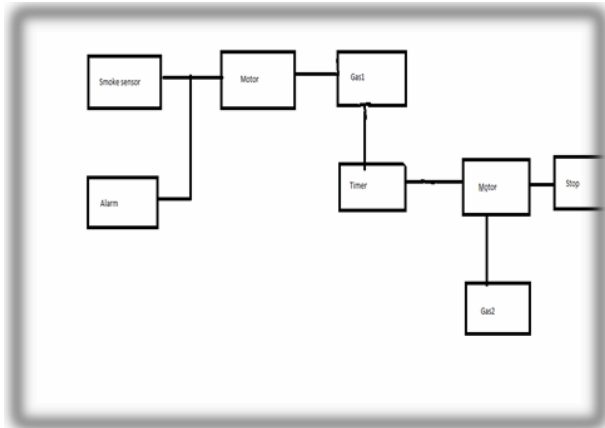 Smoke sensor
Motor
Gas1
Alarm
Timer
Motor
Stop
Gas2